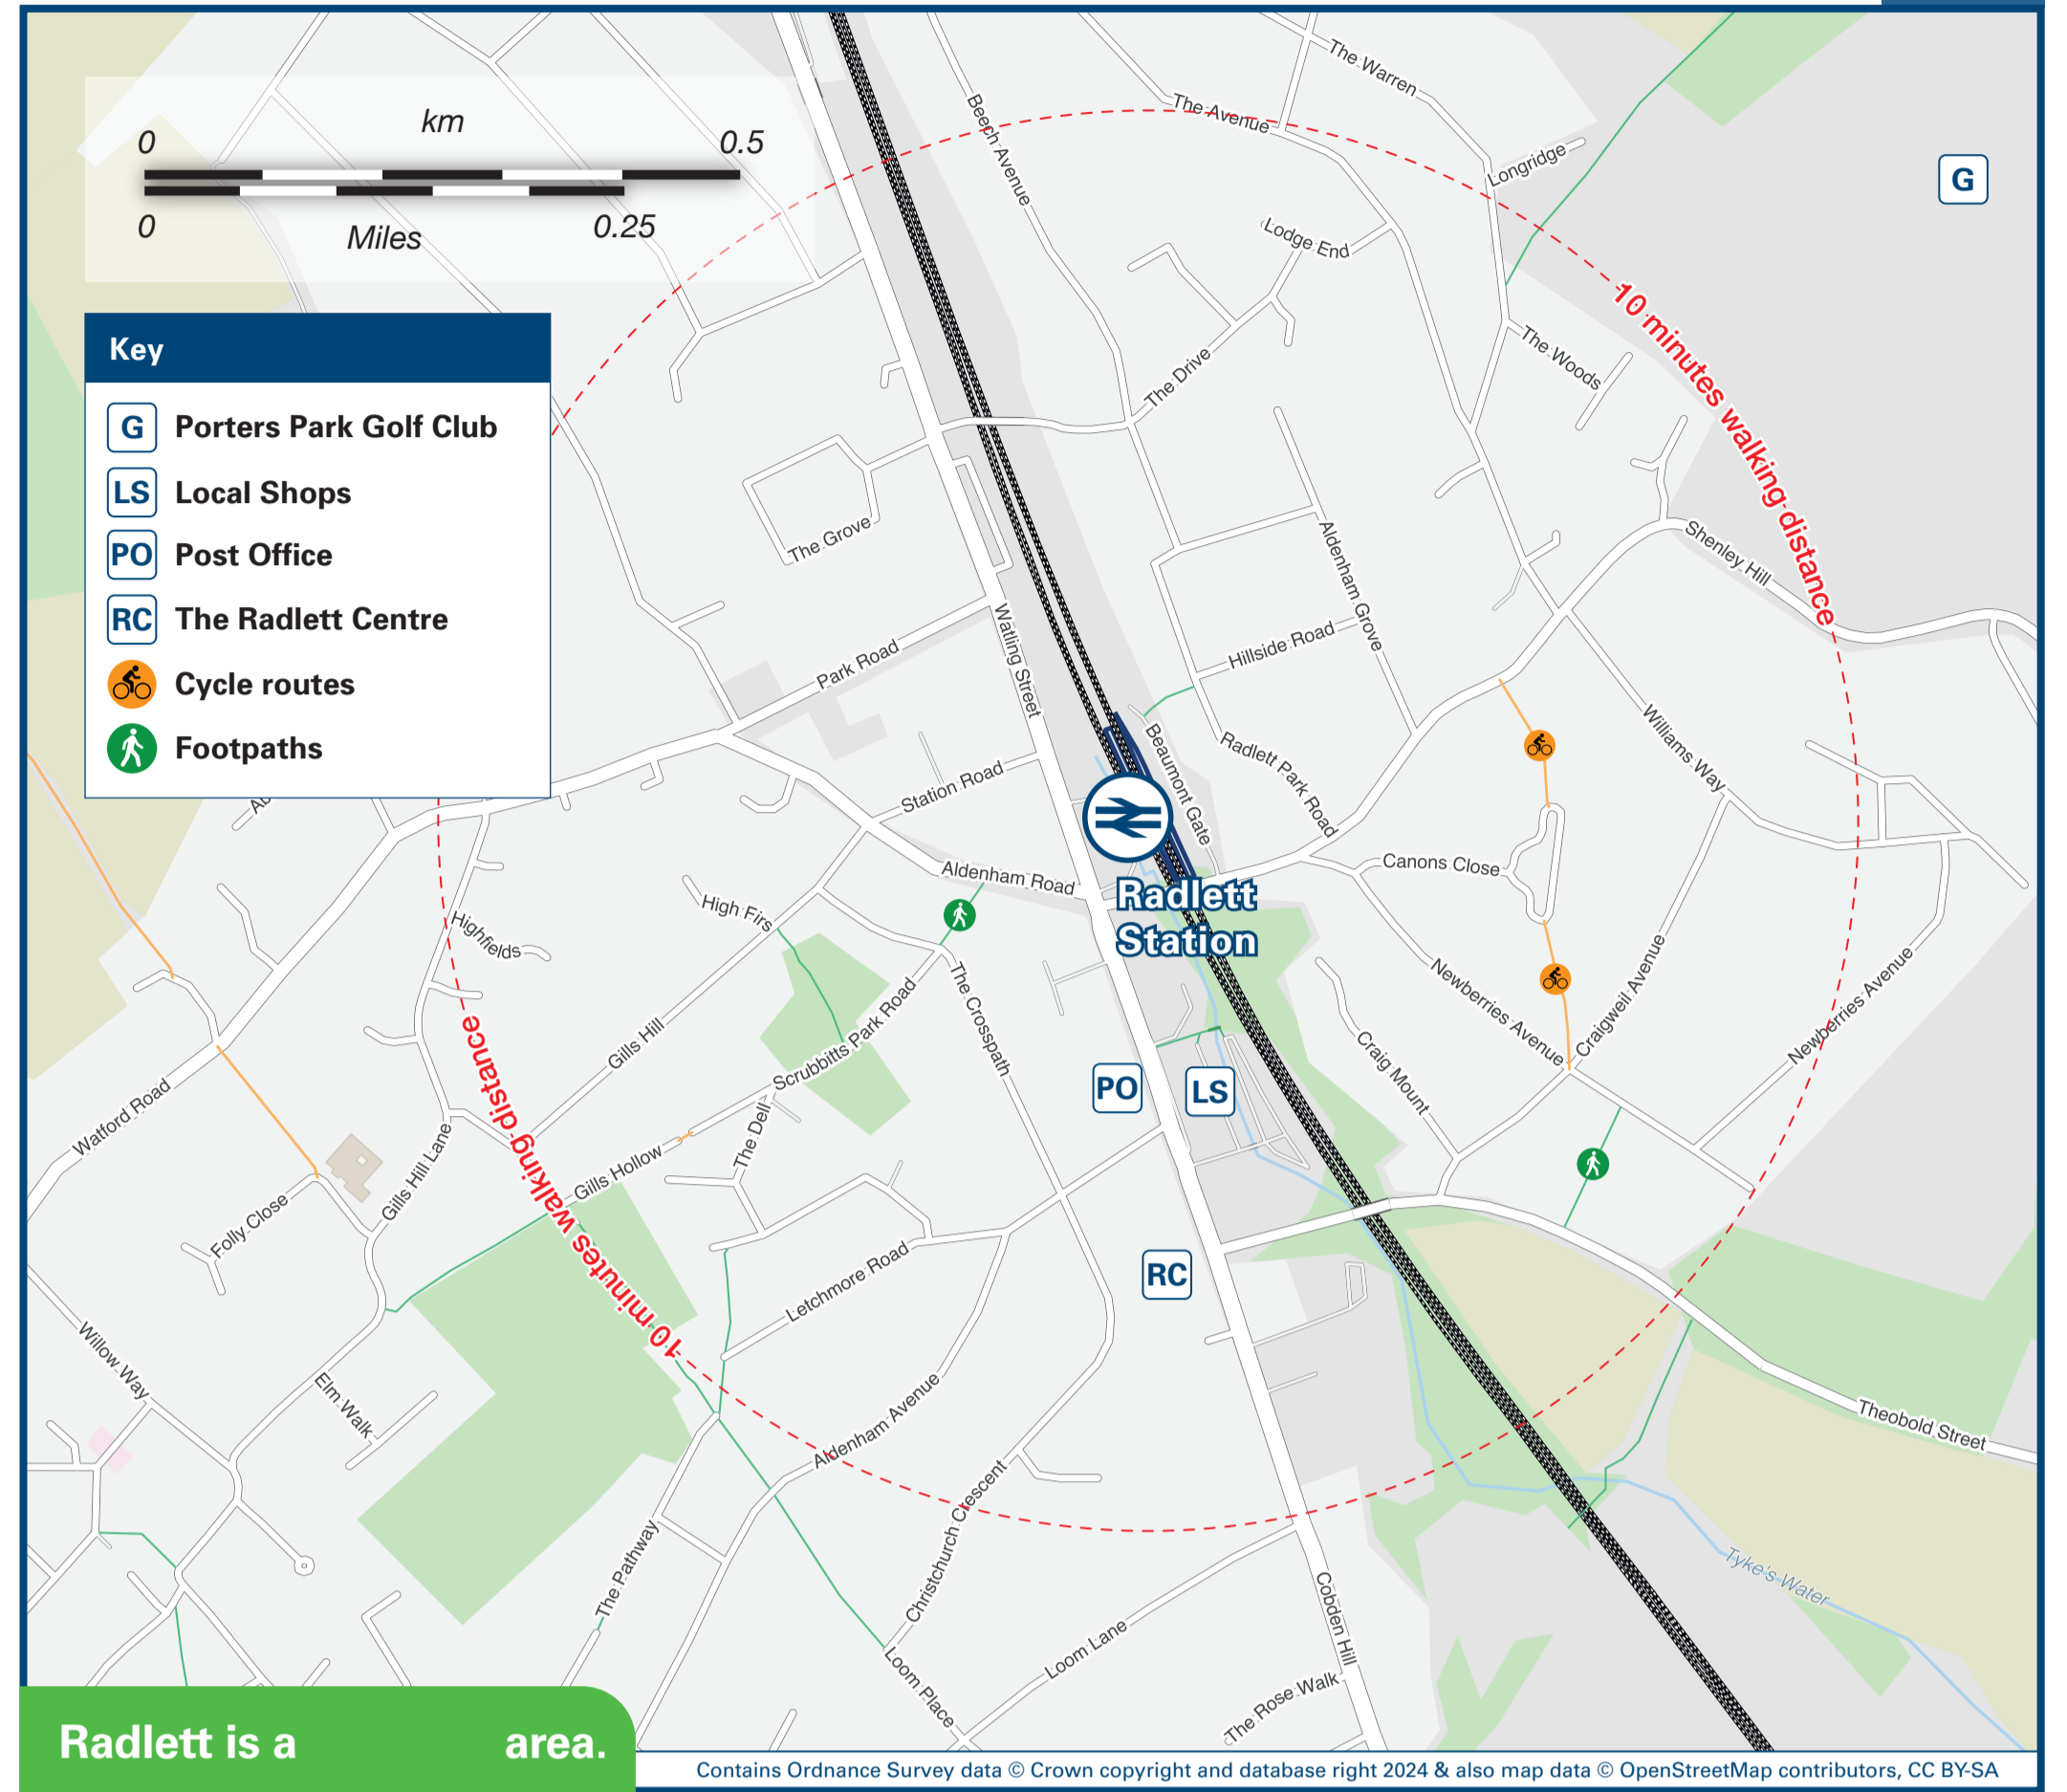 km
0
0.5
0
0.25
Miles
Key
G
Porters Park Golf Club
LS
Local Shops
PO
Post Office
RC
The Radlett Centre
Cycle routes
Footpaths
The Warren
The Avenue
Beech Avenue
Longridge
G
Lodge End
10 minutes walking distance
The Woods
The Drive
The Grove
Aldenham Grove
Shenley Hill
Watling Street
Hillside Road
Park Road
Radlett Park Road
Beaumont Gate
Williams Way
Station Road
Canons Close
Aldenham Road
Radlett
Station
High Firs
Highfields
The Crosspath
Newberries Avenue
Craigweil Avenue
Newberries Avenue
Gills Hill
Scrubbitts Park Road
Craig Mount
PO
LS
Watford Road
The Dell
Gills Hollow
Gills Hill Lane
Folly Close
10 minutes walking distance
RC
Letchmore Road
Willow Way
Elm Walk
Aldenham Avenue
Theobold Street
Christchurch Crescent
The Pathway
Tyke's Water
Cobden Hill
Loom Lane
Loom Place
The Rose Walk
Radlett is a area.
Contains Ordnance Survey data © Crown copyright and database right 2024 & also map data © OpenStreetMap contributors, CC BY-SA